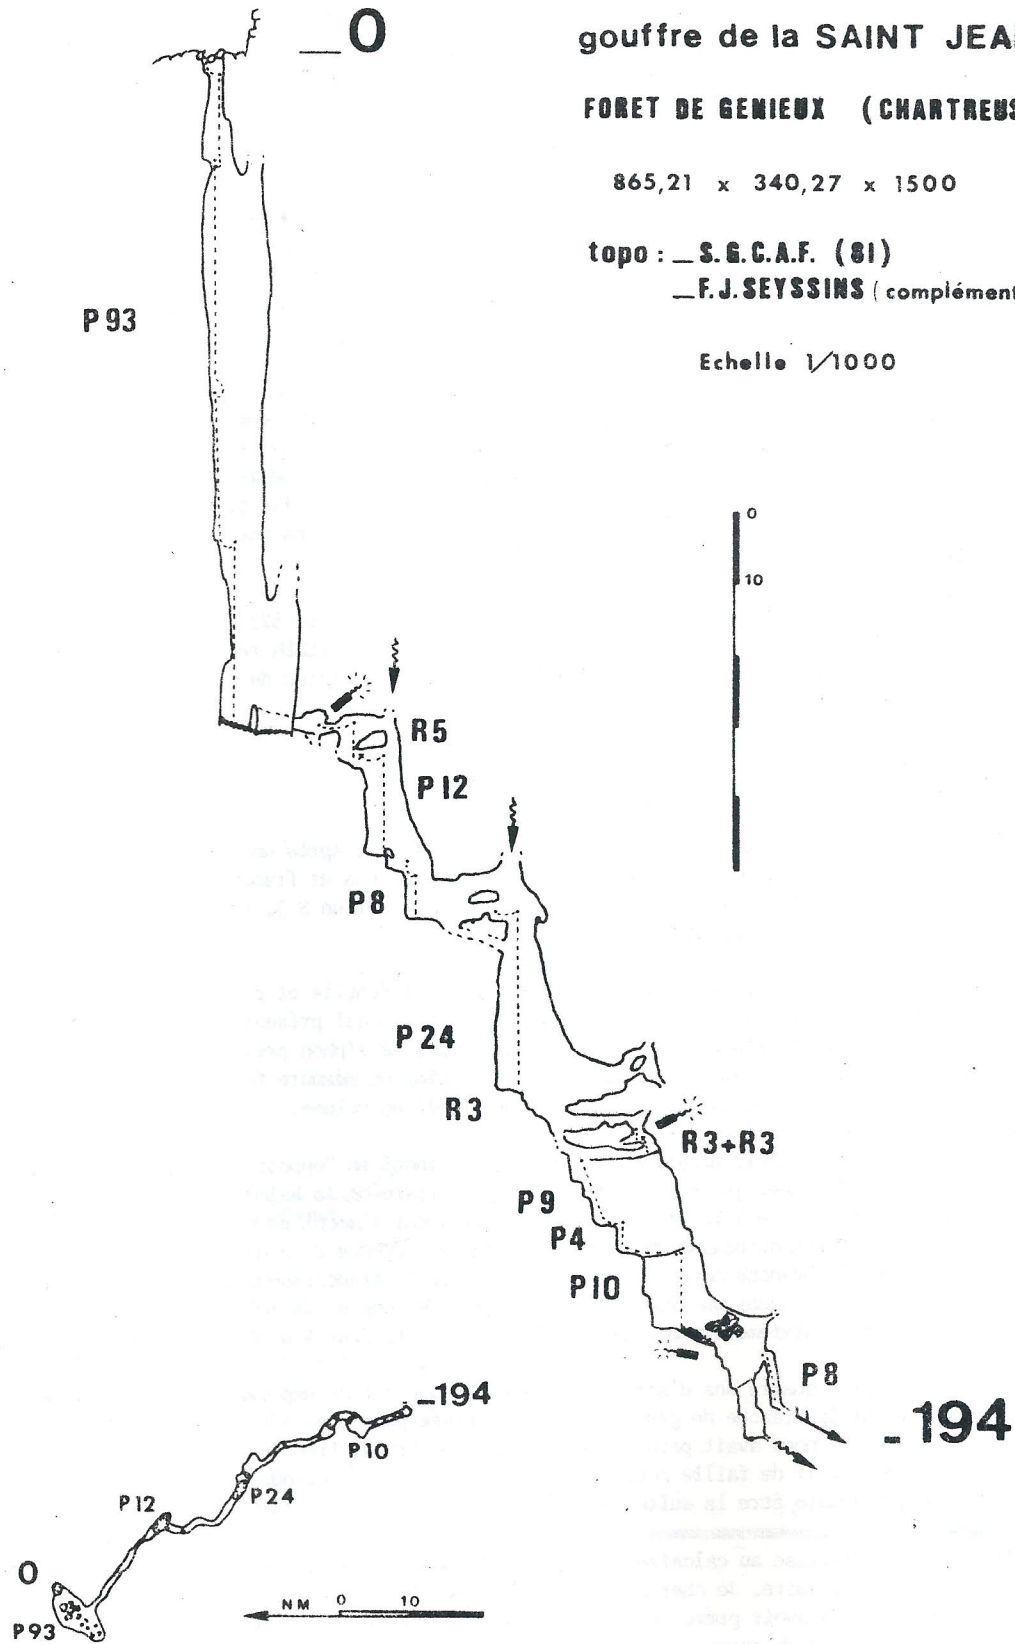 _0
gouffre de la SAINT JEA
FORET DE GENIEUX (CHARTREUS
865,21 x 340,27 x 1500
topo : _ S.G.C.A.F. (81)
_ F.J. SEYSSINS ( complément
Echelle 1/1000
P93
0
10
R5
P12
P8
P24
R3
R3+R3
P9
P4
P10
P8
_194
_194
P10
P24
P12
0
P93
NM 0 10